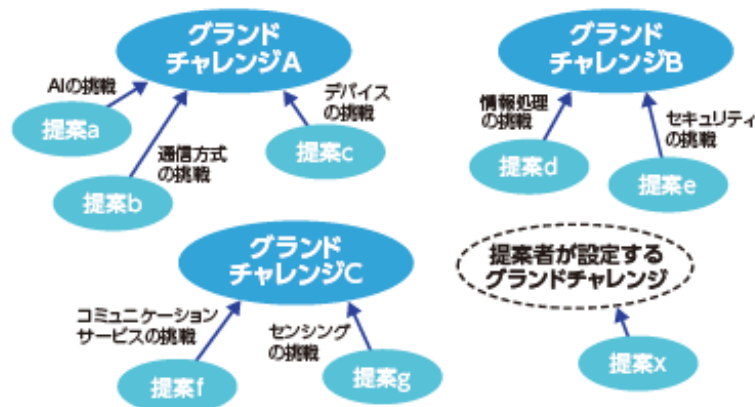 グランド
チャレンジA
AIの挑戦
提案a
通信方式
の挑戦
提案b
デバイス
の挑戦
提案c
グランド
チャレンジB
情報処理
の挑戦
提案d
セキュリティ
の挑戦
提案e
グランド
チャレンジC
コミュニケーション
サービスの挑戦
提案f
センシング
の挑戦
提案g
提案者が設定する
グランドチャレンジ
提案x